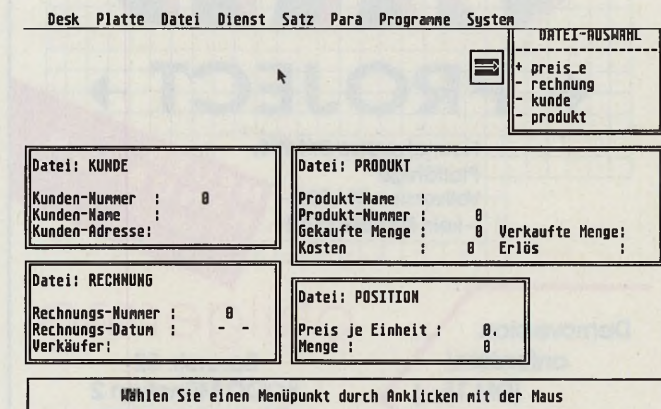 Desk Platte Datei Dienst Satz Para Programme System
DATEI-AUSWAHL
+ preis_e
- rechnung
- kunde
- produkt
Datei: KUNDE
Kunden-Nummer : 0
Kunden-Name :
Kunden-Adresse:
Datei: PRODUKT
Produkt-Name :
Produkt-Nummer : 0
Gekaufte Menge : 0 Verkaufte Menge:
Kosten : 0 Erlös :
Datei: RECHNUNG
Rechnungs-Nummer : 0
Rechnungs-Datum : - -
Verkäufer:
Datei: POSITION
Preis je Einheit : 0.
Menge : 0
Wählen Sie einen Menüpunkt durch Anklicken mit der Maus